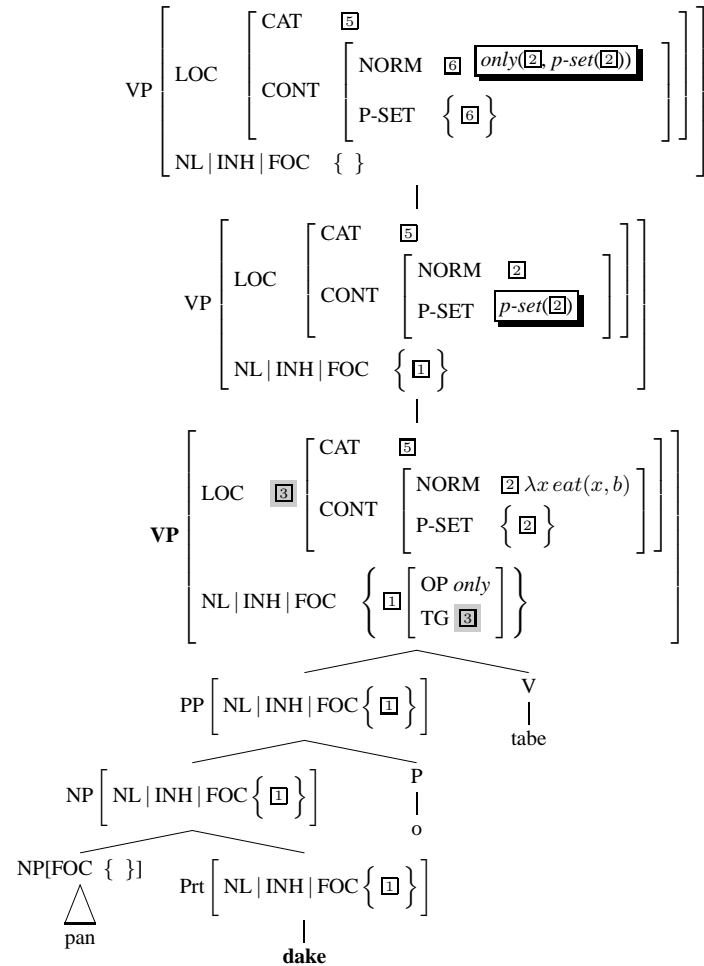 CAT 5
NORM 6 only(2, p-set(2))
VP LOC CONT
P-SET { 6 }
NL | INH | FOC { }
CAT 5
NORM 2
VP LOC CONT
P-SET p-set(2)
NL | INH | FOC { 1 }
CAT 5
LOC 3 NORM 2 λx eat(x, b)
CONT
P-SET { 2 }
VP
OP only
NL | INH | FOC { 1 }
TG 3
PP [ NL | INH | FOC { 1 } ] V
tabe
NP [ NL | INH | FOC { 1 } ] P
o
NP[FOC { }] Prt [ NL | INH | FOC { 1 } ]
pan
dake